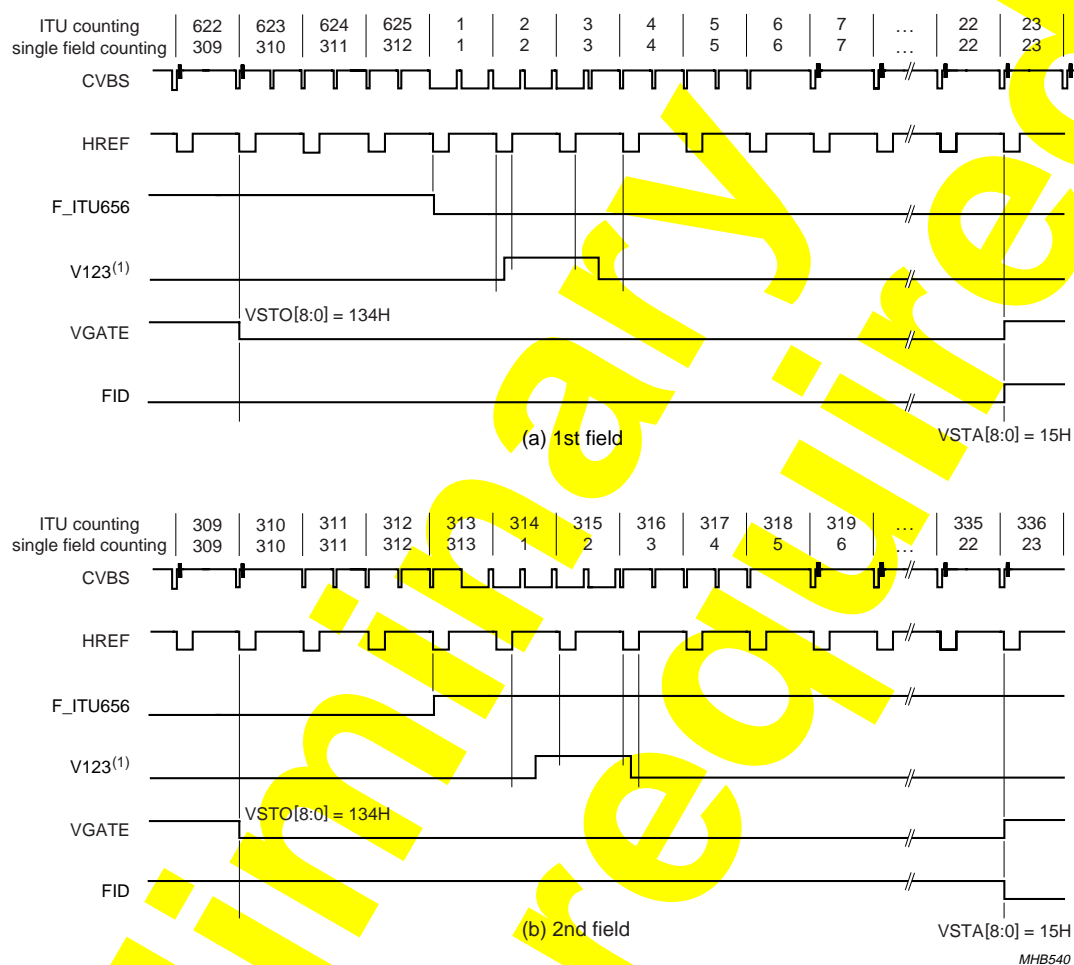 ITU counting 622 623 624 625 1 2 3 4 5 6 7 ... 22 23
single field counting 309 310 311 312 1 2 3 4 5 6 7 ... 22 23
CVBS
HREF
F_ITU656
V123(1)
VSTO[8:0] = 134H
VGATE
FID
(a) 1st field
VSTA[8:0] = 15H
ITU counting 309 310 311 312 313 314 315 316 317 318 319 ... 335 336
single field counting 309 310 311 312 313 1 2 3 4 5 6 ... 22 23
CVBS
HREF
F_ITU656
V123(1)
VSTO[8:0] = 134H
VGATE
FID
(b) 2nd field
VSTA[8:0] = 15H
MHB540